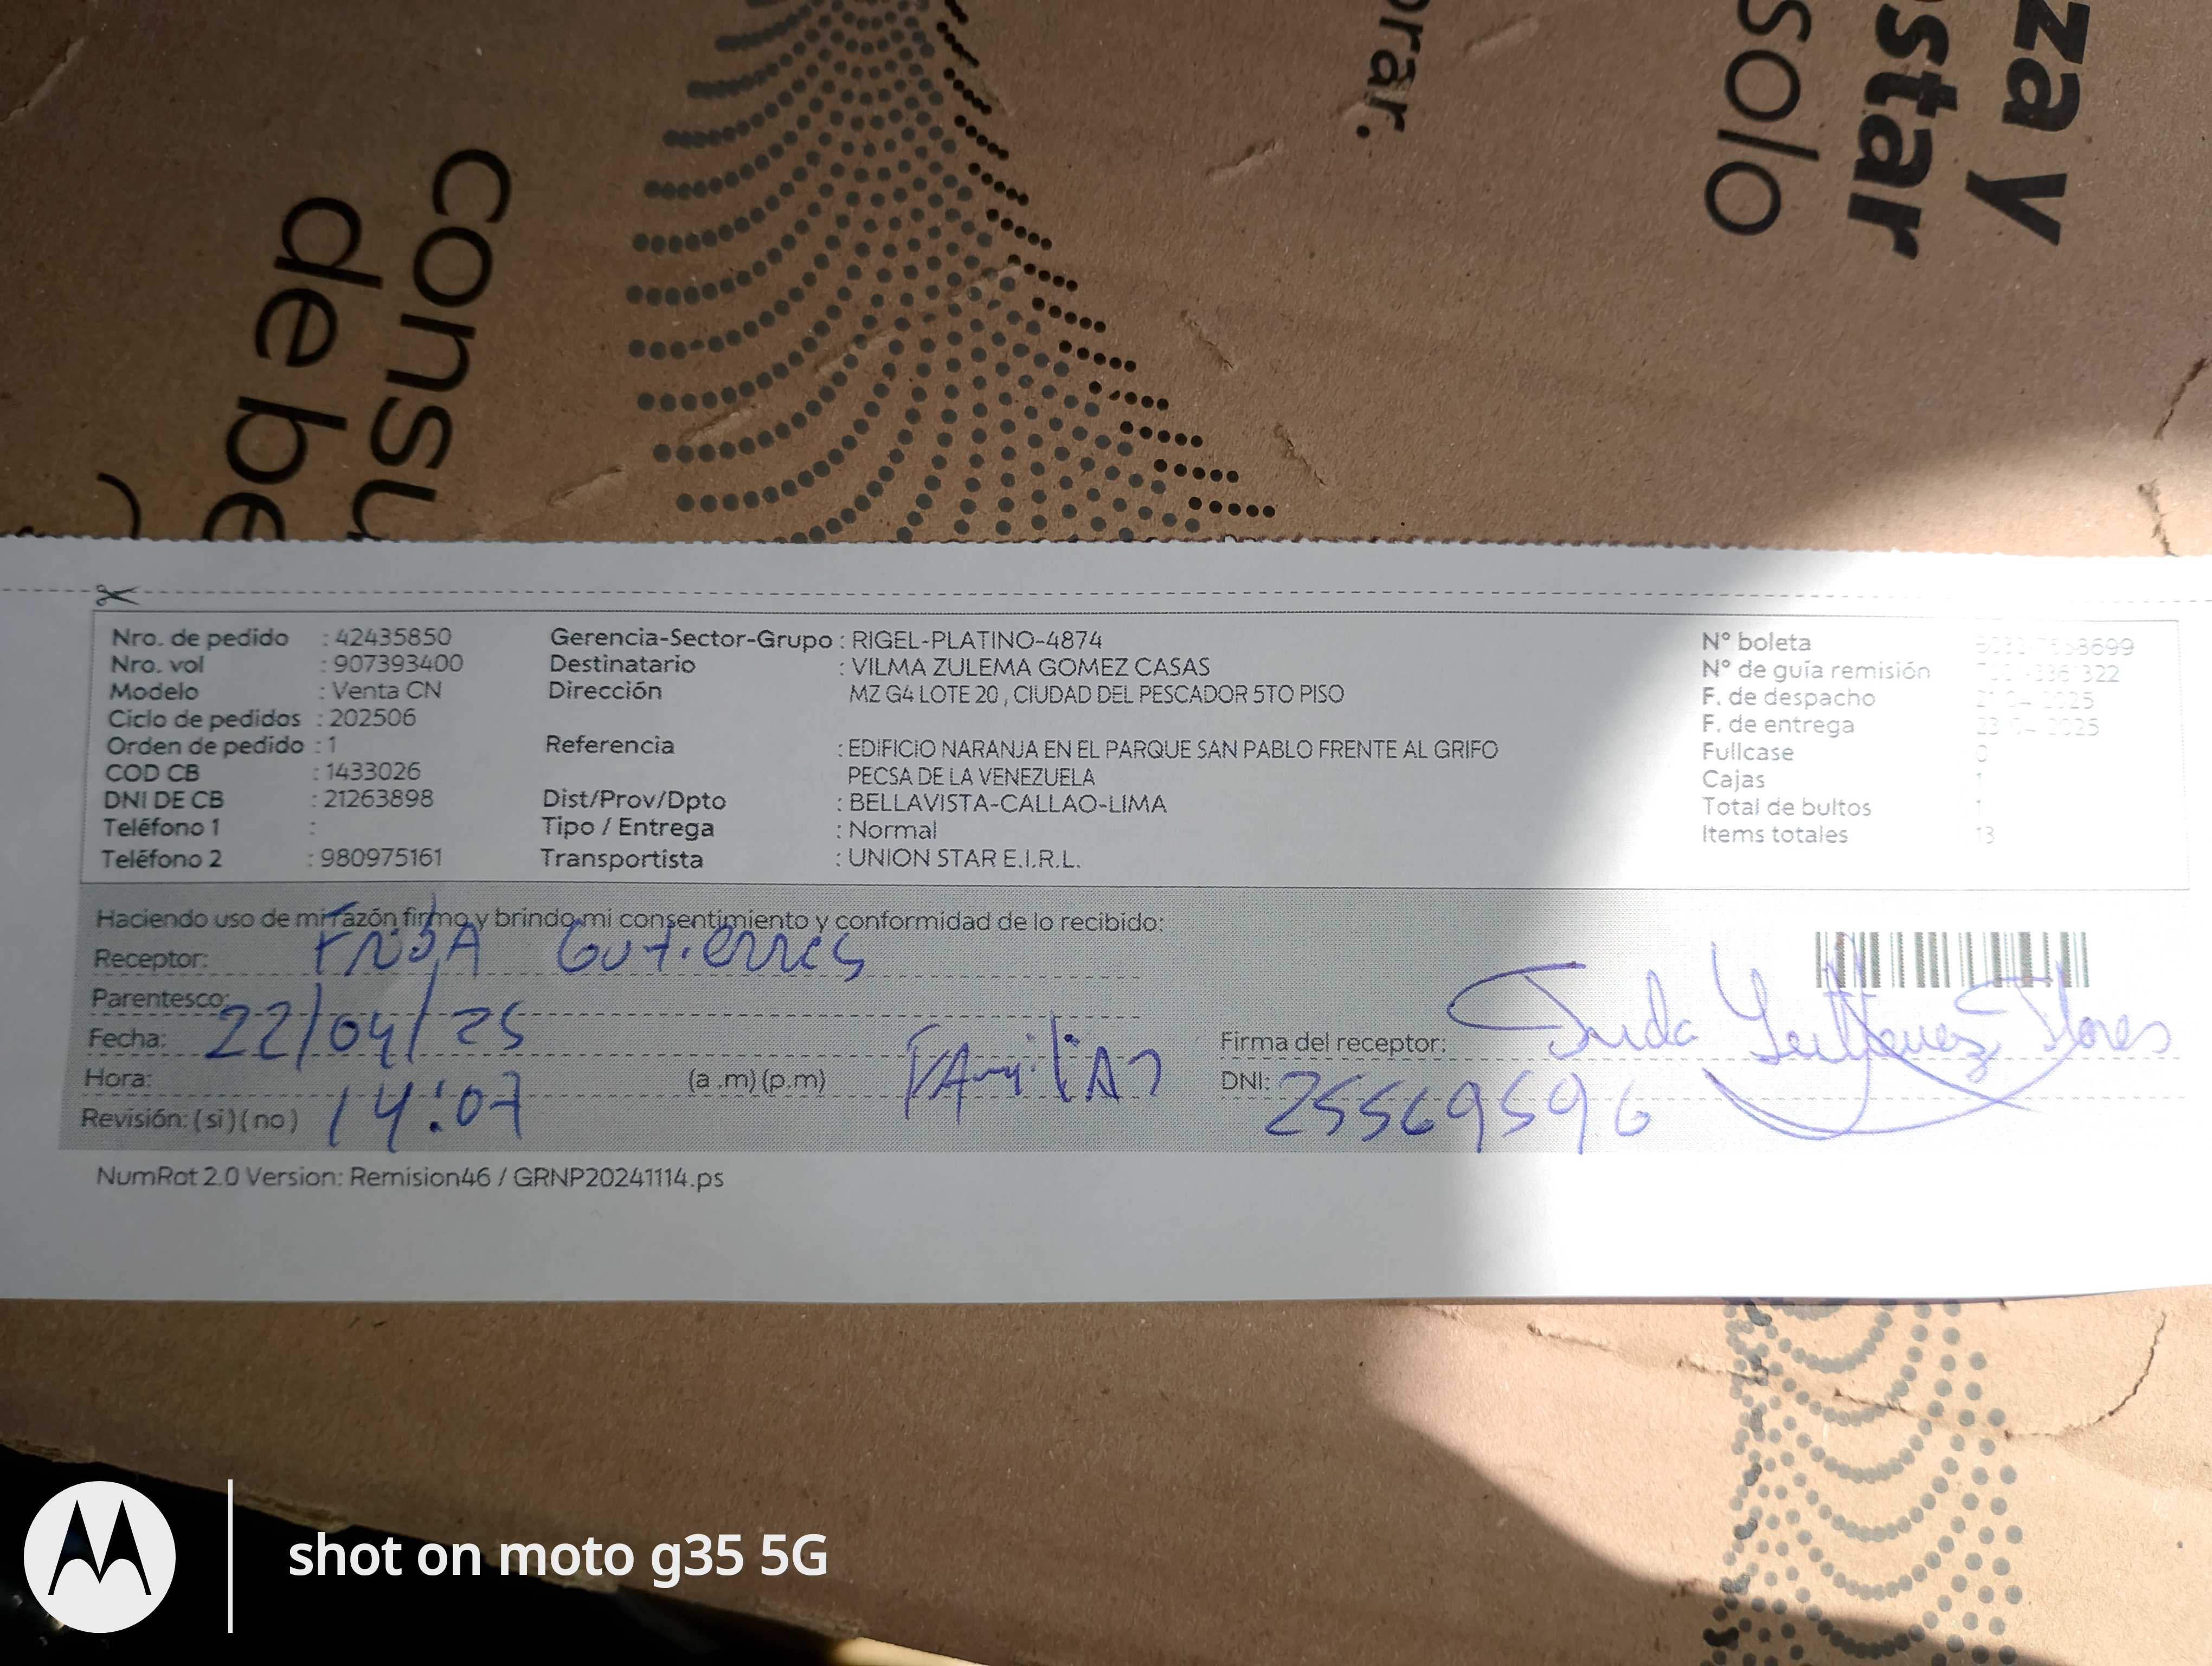 za y
star
solo
orar.
consu
de be
Nro. de pedido : 42435850
Nro. vol : 907393400
Modelo : Venta CN
Ciclo de pedidos : 202506
Orden de pedido : 1
COD CB : 1433026
DNI DE CB : 21263898
Teléfono 1 :
Teléfono 2 : 980975161
Gerencia-Sector-Grupo : RIGEL-PLATINO-4874
Destinatario : VILMA ZULEMA GOMEZ CASAS
Dirección MZ G4 LOTE 20 , CIUDAD DEL PESCADOR 5TO PISO
Referencia : EDIFICIO NARANJA EN EL PARQUE SAN PABLO FRENTE AL GRIFO
PECSA DE LA VENEZUELA
Dist/Prov/Dpto : BELLAVISTA-CALLAO-LIMA
Tipo / Entrega : Normal
Transportista : UNION STAR E.I.R.L.
N° boleta
N° de guía remisión
F. de despacho
F. de entrega
Fullcase 0
Cajas 1
Total de bultos 1
Items totales 13
Haciendo uso de mi razón firmo y brindo mi consentimiento y conformidad de lo recibido:
Receptor: Gutierres
Parentesco:
Fecha: 22/04/25
Hora: 14:07 (a .m) (p.m) FAmiliAr
Revisión: ( si ) ( no )
Firma del receptor: Flores
DNI: 25569596
NumRot 2.0 Version: Remision46 / GRNP20241114.ps
shot on moto g35 5G